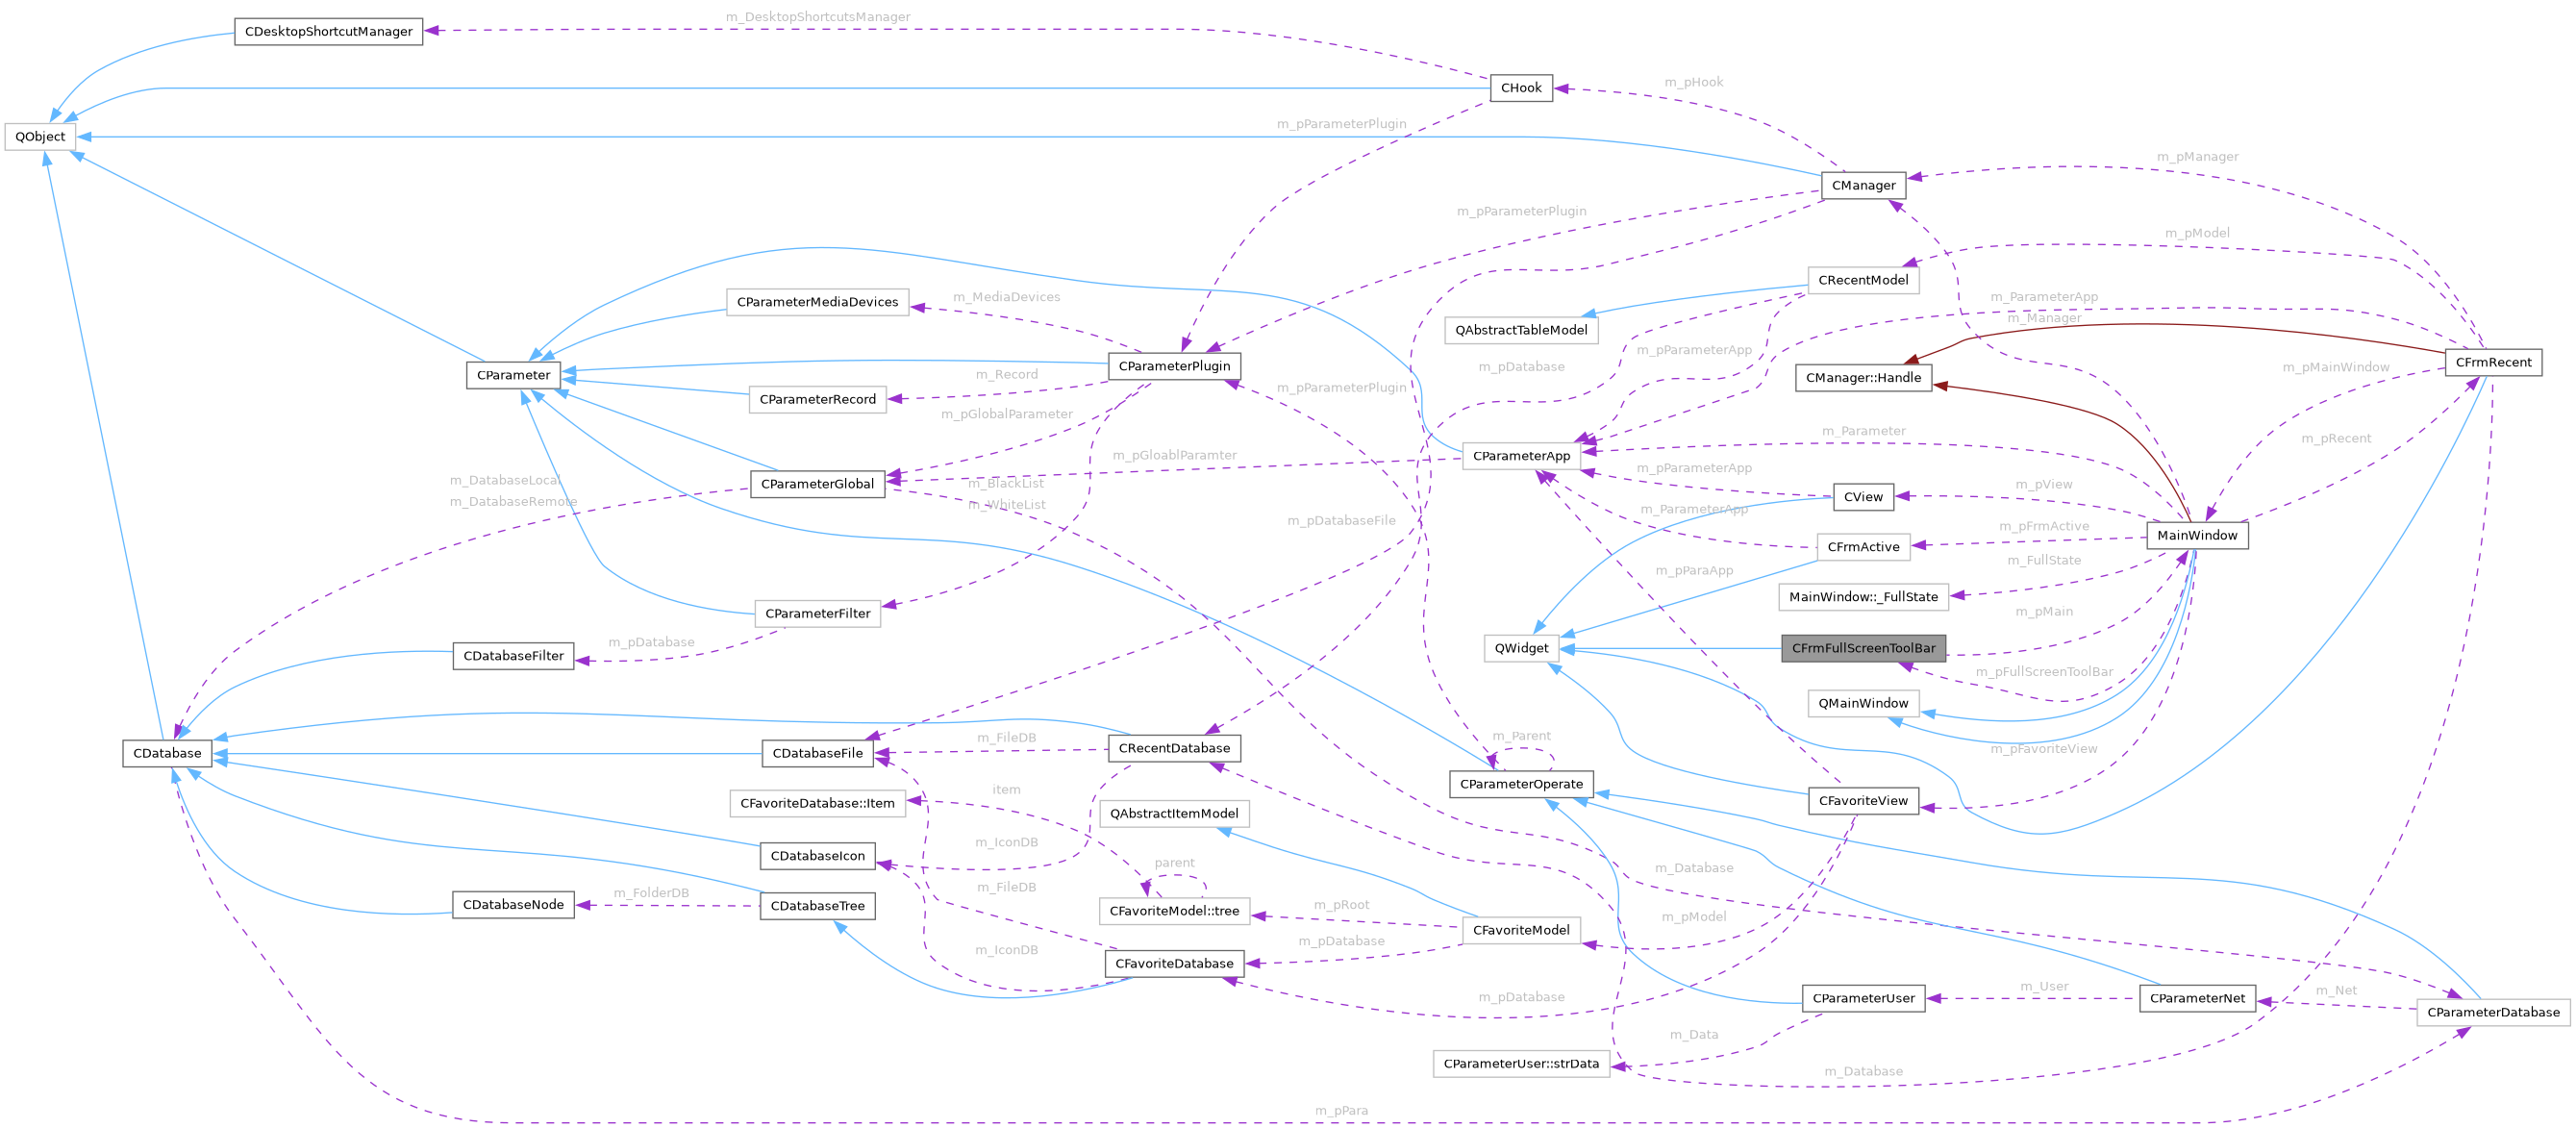 m_DesktopShortcutsManager
CDesktopShortcutManager
m_pHook
CHook
m_pParameterPlugin
QObject
m_pManager
CManager
m_pParameterPlugin
m_pModel
CRecentModel
m_MediaDevices
m_ParameterApp
CParameterMediaDevices
m_Manager
QAbstractTableModel
m_pParameterApp
CFrmRecent
CParameterPlugin
m_pDatabase
m_pMainWindow
CParameter
m_Record
CManager::Handle
m_pParameterPlugin
CParameterRecord
m_pGlobalParameter
m_Parameter
m_pRecent
m_pGloablParamter
CParameterApp
m_pParameterApp
m_DatabaseLocal
m_DatabaseRemote
CParameterGlobal
m_BlackList
m_WhiteList
m_pView
CView
m_ParameterApp
m_pDatabaseFile
m_pFrmActive
MainWindow
CFrmActive
m_FullState
m_pParaApp
MainWindow::_FullState
CParameterFilter
m_pMain
m_pDatabase
QWidget
CFrmFullScreenToolBar
CDatabaseFilter
m_pFullScreenToolBar
QMainWindow
m_Parent
m_FileDB
CRecentDatabase
m_pFavoriteView
CDatabase
CDatabaseFile
CParameterOperate
item
CFavoriteDatabase::Item
CFavoriteView
QAbstractItemModel
m_IconDB
CDatabaseIcon
parent
m_Database
m_FolderDB
m_FileDB
CDatabaseNode
CDatabaseTree
CFavoriteModel::tree
m_pRoot
m_pModel
CFavoriteModel
m_pDatabase
m_IconDB
CFavoriteDatabase
m_User
m_Net
m_pDatabase
CParameterUser
CParameterNet
CParameterDatabase
m_Data
CParameterUser::strData
m_Database
m_pPara